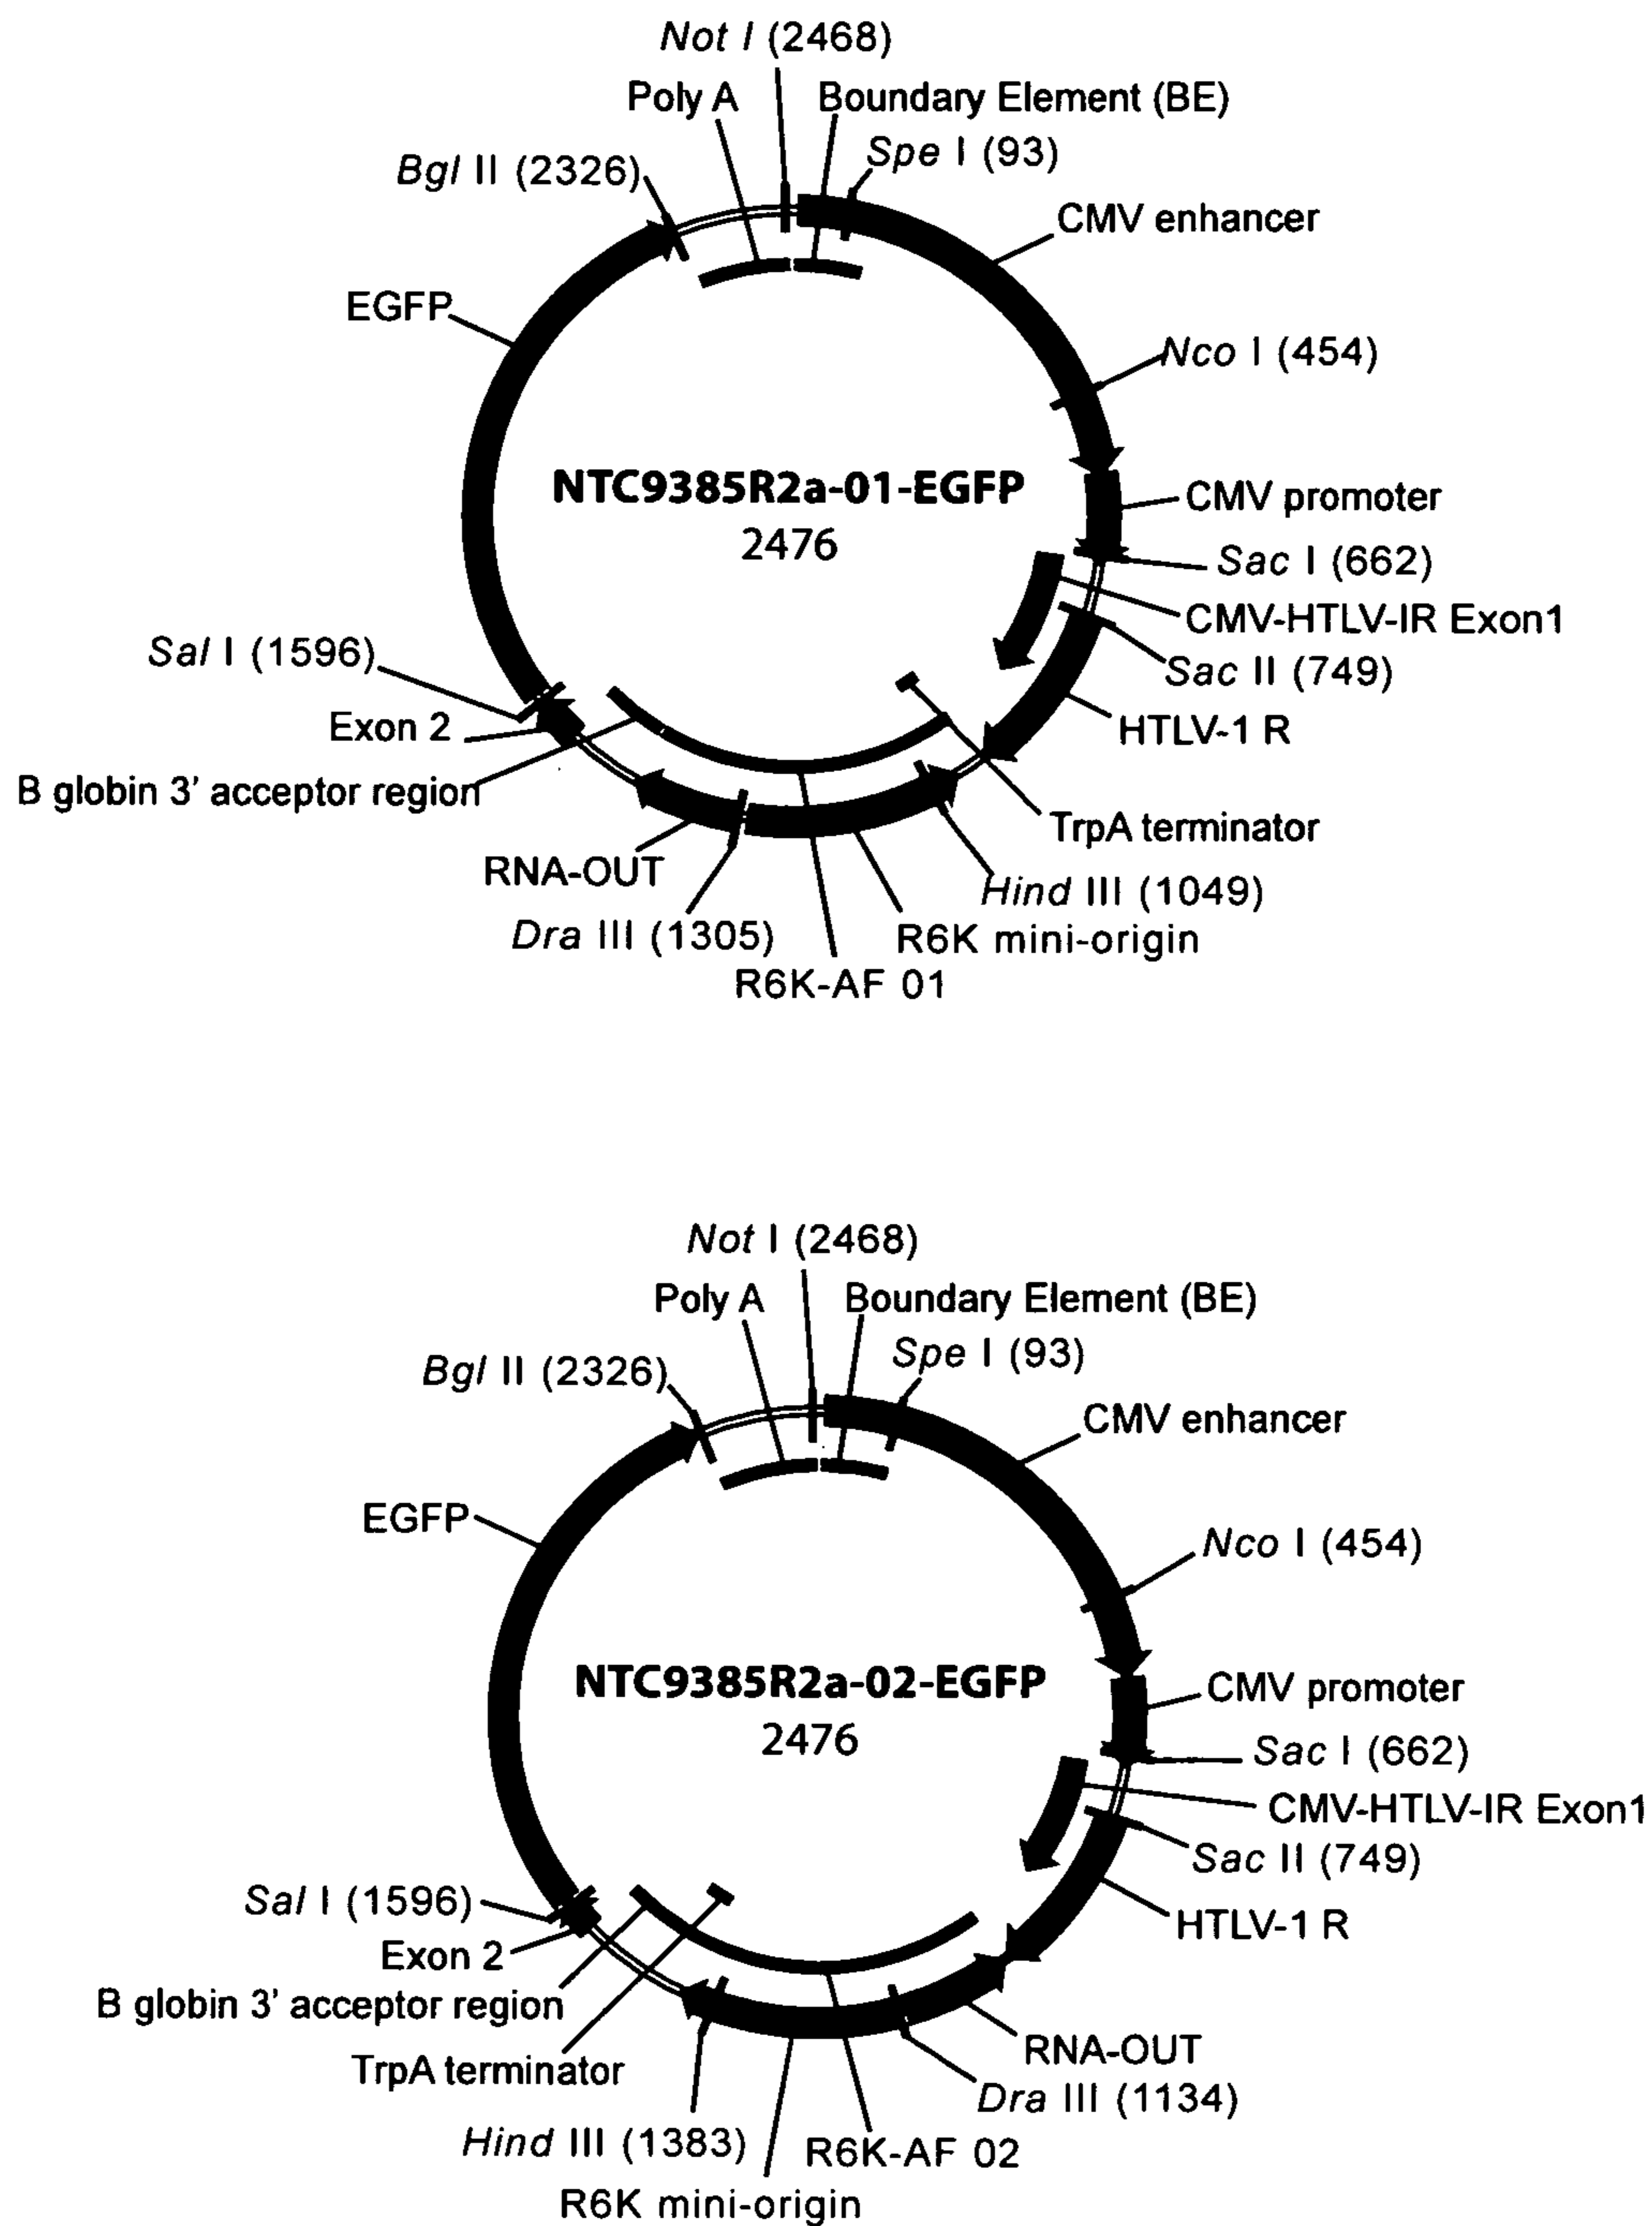 Not I (2468)
Poly A
Boundary Element (BE)
Spe I (93)
Bgl II (2326)
CMV enhancer
EGFP
Nco I (454)
NTC9385R2a-01-EGFP
2476
CMV promoter
Sac I (662)
CMV-HTLV-IR Exon1
Sal I (1596)
Sac II (749)
Exon 2
HTLV-1 R
B globin 3' acceptor region
TrpA terminator
RNA-OUT
Hind III (1049)
Dra III (1305)
R6K mini-origin
R6K-AF 01
Not I (2468)
Poly A
Boundary Element (BE)
Spe I (93)
Bgl II (2326)
CMV enhancer
EGFP
Nco I (454)
NTC9385R2a-02-EGFP
2476
CMV promoter
Sac I (662)
CMV-HTLV-IR Exon1
Sac II (749)
Sal I (1596)
HTLV-1 R
Exon 2
B globin 3' acceptor region
RNA-OUT
TrpA terminator
Dra III (1134)
Hind III (1383)
R6K-AF 02
R6K mini-origin